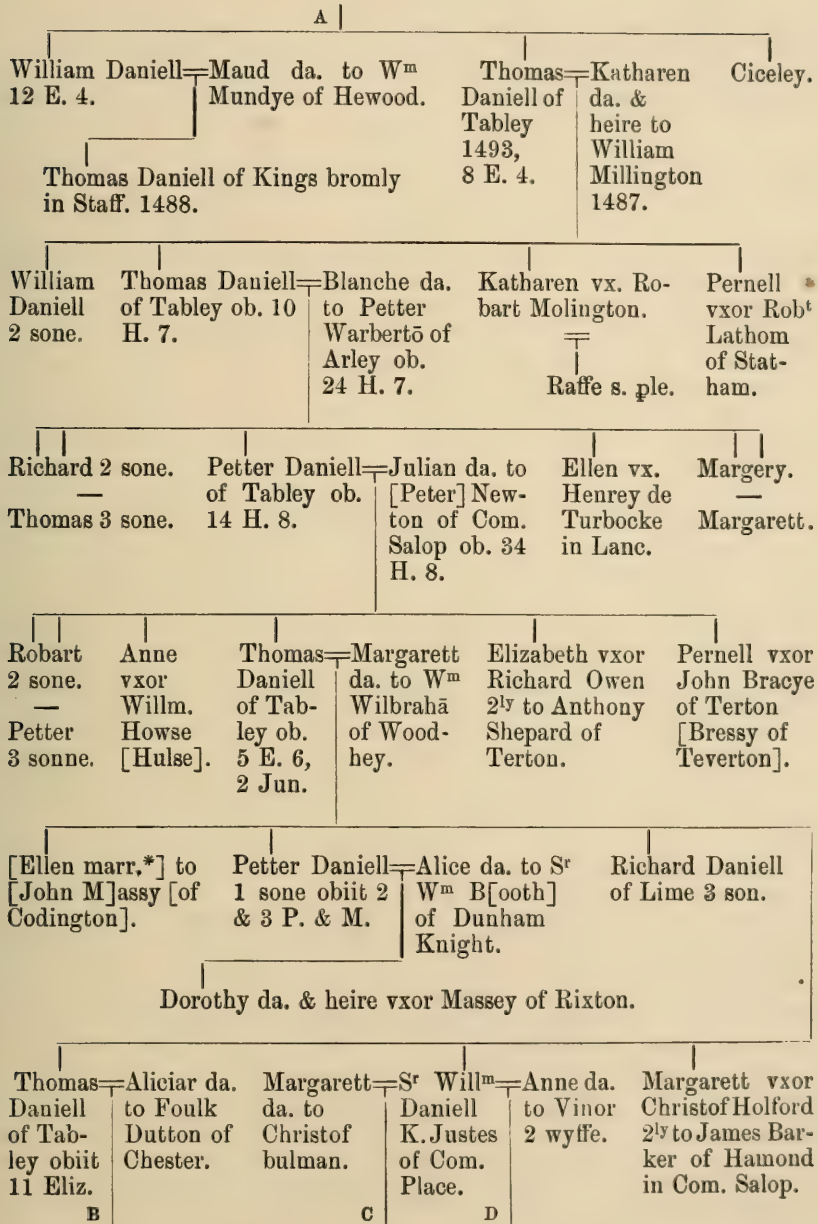 A
William Daniell=Maud da. to Wᵐ
12 E. 4. Mundye of Hewood.
Thomas=Katharen
Daniell of da. &
Tabley heire to
1493, William
8 E. 4. Millington
1487.
Ciceley.
Thomas Daniell of Kings bromly
in Staff. 1488.
William
Daniell
2 sone.
Thomas Daniell=Blanche da.
of Tabley ob. 10 to Petter
H. 7. Warbertō of
Arley ob.
24 H. 7.
Katharen vx. Ro-
bart Molington.
Raffe s. ꝑle.
Pernell
vxor Robᵗ
Lathom
of Stat-
ham.
Richard 2 sone.
—
Thomas 3 sone.
Petter Daniell=Julian da. to
of Tabley ob. [Peter] New-
14 H. 8. ton of Com.
Salop ob. 34
H. 8.
Ellen vx.
Henrey de
Turbocke
in Lanc.
Margery.
—
Margarett.
Robart
2 sone.
—
Petter
3 sonne.
Anne
vxor
Willm.
Howse
[Hulse].
Thomas=Margarett
Daniell da. to Wᵐ
of Tab- Wilbrahā
ley ob. of Wood-
5 E. 6, hey.
2 Jun.
Elizabeth vxor
Richard Owen
2ˡʸ to Anthony
Shepard of
Terton.
Pernell vxor
John Bracye
of Terton
[Bressy of
Teverton].
[Ellen marr.*] to
[John M]assy [of
Codington].
Petter Daniell=Alice da. to Sʳ
1 sone obiit 2 Wᵐ B[ooth]
& 3 P. & M. of Dunham
Knight.
Richard Daniell
of Lime 3 son.
Dorothy da. & heire vxor Massey of Rixton.
Thomas=Aliciar da.
Daniell to Foulk
of Tab- Dutton of
ley obiit Chester.
11 Eliz.
B
Margarett=Sʳ Willᵐ=Anne da.
da. to Daniell to Vinor
Christof K. Justes 2 wyffe.
bulman. of Com.
Place.
C D
Margarett vxor
Christof Holford
2ˡʸ to James Bar-
ker of Hamond
in Com. Salop.